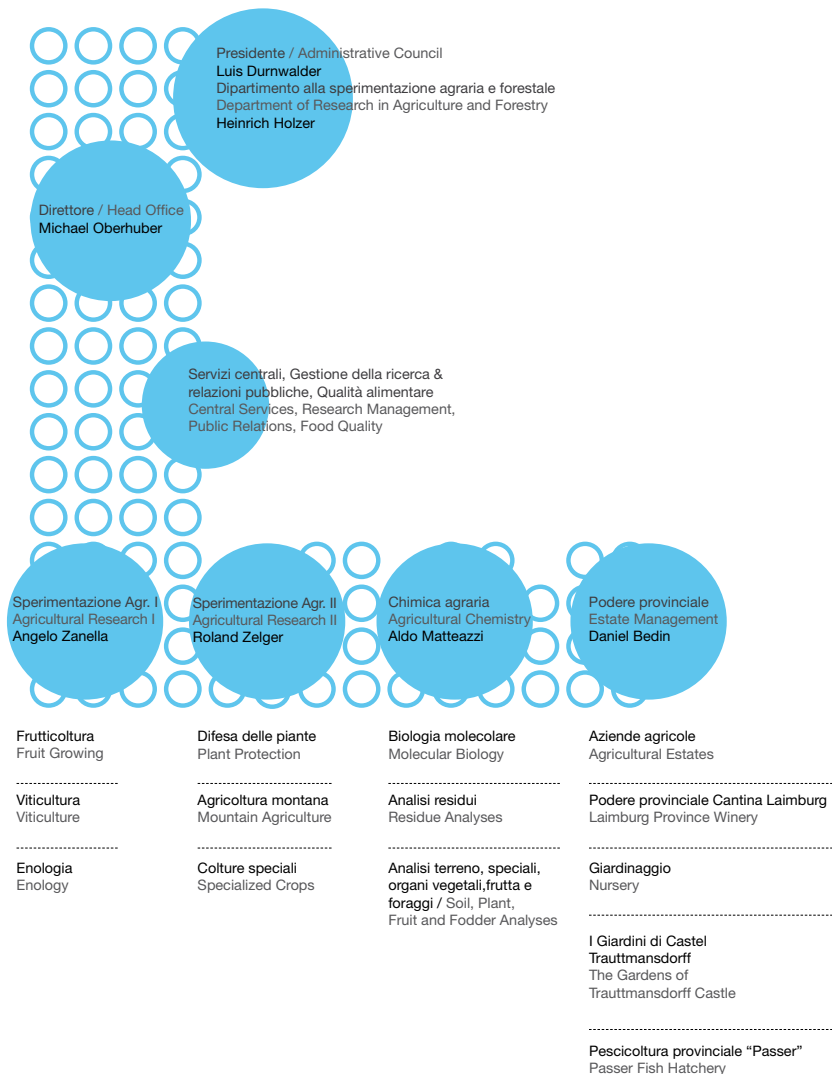 Presidente / Administrative Council
Luis Durnwalder
Dipartimento alla sperimentazione agraria e forestale
Department of Research in Agriculture and Forestry
Heinrich Holzer
Direttore / Head Office
Michael Oberhuber
Servizi centrali, Gestione della ricerca &
relazioni pubbliche, Qualità alimentare
Central Services, Research Management,
Public Relations, Food Quality
Sperimentazione Agr. I
Agricultural Research I
Angelo Zanella
Sperimentazione Agr. II
Agricultural Research II
Roland Zelger
Chimica agraria
Agricultural Chemistry
Aldo Matteazzi
Podere provinciale
Estate Management
Daniel Bedin
Frutticoltura
Fruit Growing
Viticultura
Viticulture
Enologia
Enology
Difesa delle piante
Plant Protection
Agricoltura montana
Mountain Agriculture
Colture speciali
Specialized Crops
Biologia molecolare
Molecular Biology
Analisi residui
Residue Analyses
Analisi terreno, speciali,
organi vegetali,frutta e
foraggi / Soil, Plant,
Fruit and Fodder Analyses
Aziende agricole
Agricultural Estates
Podere provinciale Cantina Laimburg
Laimburg Province Winery
Giardinaggio
Nursery
I Giardini di Castel
Trauttmansdorff
The Gardens of
Trauttmansdorff Castle
Pescicoltura provinciale “Passer”
Passer Fish Hatchery